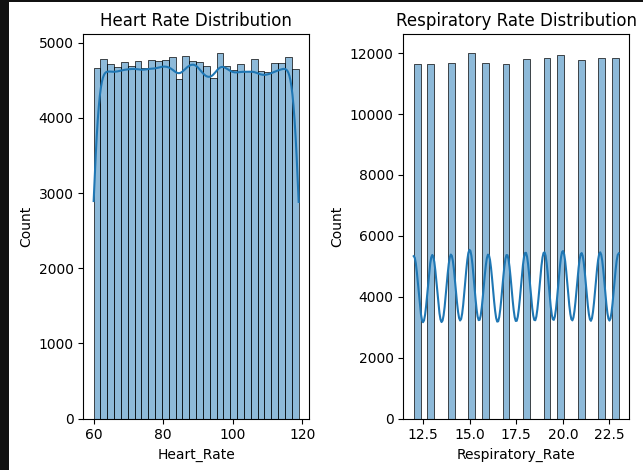 Heart Rate Distribution
Count
5000
4000
3000
2000
1000
0
60 80 100 120
Heart_Rate
Respiratory Rate Distribution
Count
12000
10000
8000
6000
4000
2000
0
12.5 15.0 17.5 20.0 22.5
Respiratory_Rate